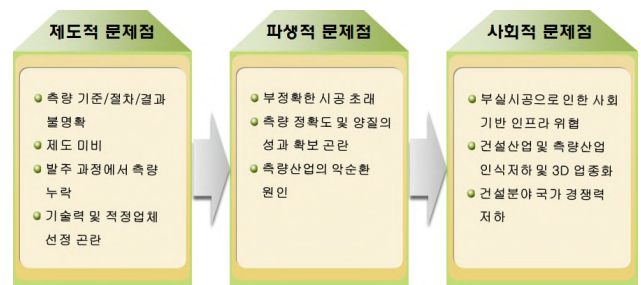 제도적 문제점
측량 기준/절차/결과
불명확
제도 미비
발주 과정에서 측량
누락
기술력 및 적정업체
선정 곤란
파생적 문제점
부정확한 시공 초래
측량 정확도 및 양질의
성과 확보 곤란
측량산업의 악순환
원인
사회적 문제점
부실시공으로 인한 사회
기반 인프라 위협
건설산업 및 측량산업
인식저하 및 3D 업종화
건설분야 국가 경쟁력
저하